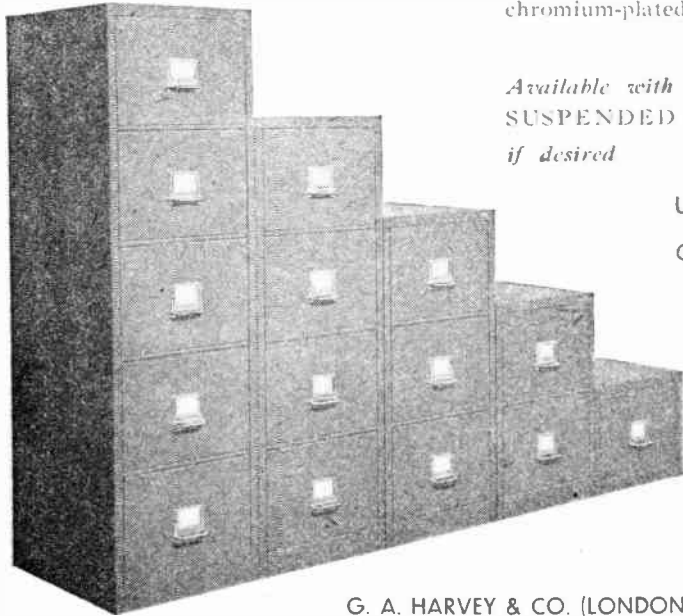 chromium-plated
Available with
SUSPENDED
if desired
U
G. A. HARVEY & CO. (LONDON